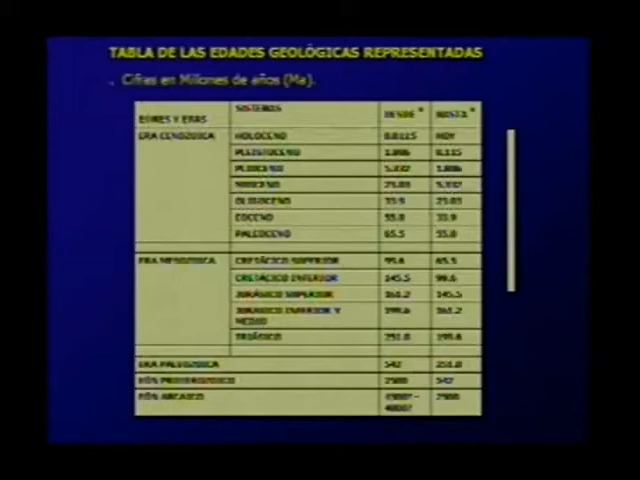 TABLA DE LAS EDADES GEOLÓGICAS REPRESENTADAS
. Cifras en Millones de años (Ma).
EONES Y ERAS SISTEMAS DESDE HASTA
ERA CENOZOICA HOLOCENO 0.0115 HOY
PLEISTOCENO 1.806 0.115
PLIOCENO 5.332 1.806
MIOCENO 23.03 5.332
OLIGOCENO 33.9 23.03
EOCENO 55.8 33.9
PALEOCENO 65.5 55.8
ERA MESOZOICA CRETÁCICO SUPERIOR 99.6 65.5
CRETÁCICO INFERIOR 145.5 99.6
JURÁSICO SUPERIOR 161.2 145.5
JURÁSICO INFERIOR Y
MEDIO 199.6 161.2
TRIÁSICO 251.0 199.6
ERA PALEOZOICA 542 251.0
EÓN PROTEROZOICO 2500 542
EÓN ARCAICO 2500